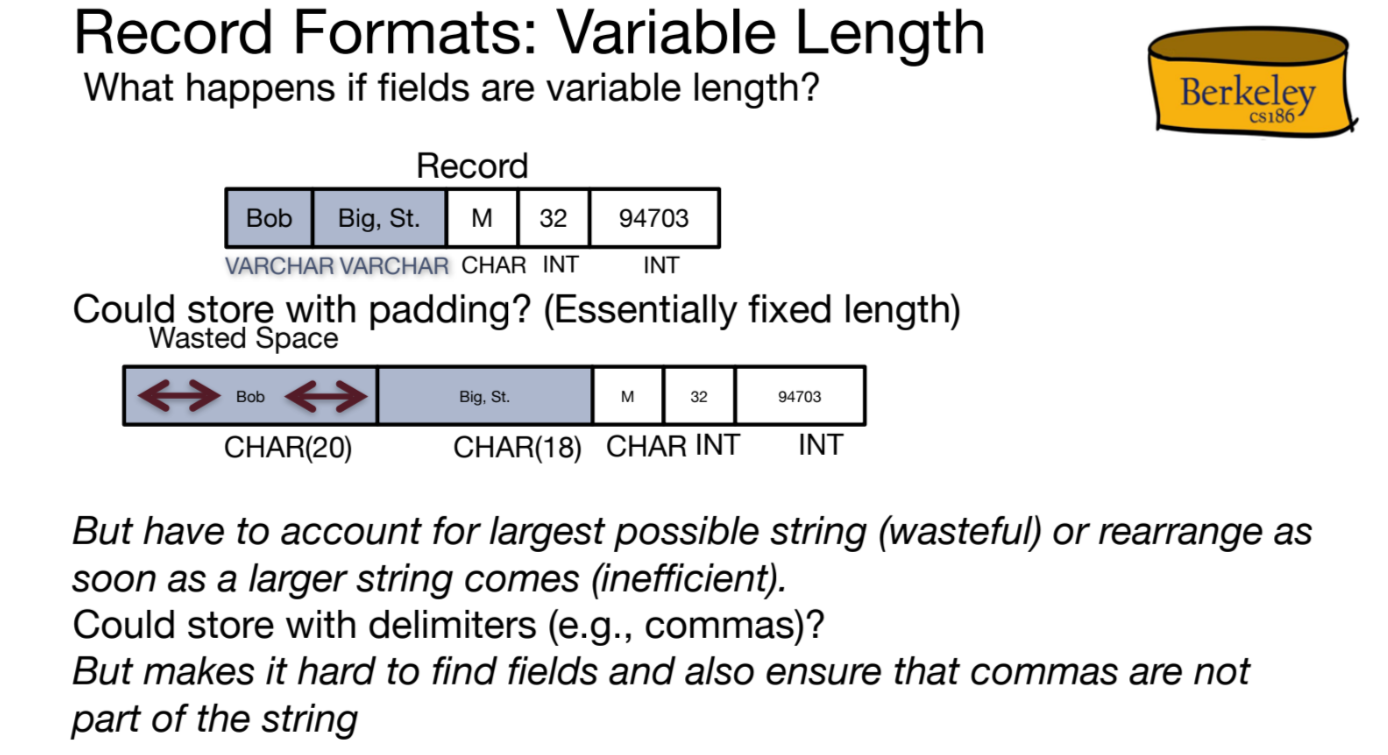 Record Formats: Variable Length
What happens if fields are variable length?
Berkeley
cs186
Record
Bob Big, St. M 32 94703
VARCHAR VARCHAR CHAR INT INT
Could store with padding? (Essentially fixed length)
Wasted Space
Bob Big, St. M 32 94703
CHAR(20) CHAR(18) CHAR INT INT
But have to account for largest possible string (wasteful) or rearrange as
soon as a larger string comes (inefficient).
Could store with delimiters (e.g., commas)?
But makes it hard to find fields and also ensure that commas are not
part of the string